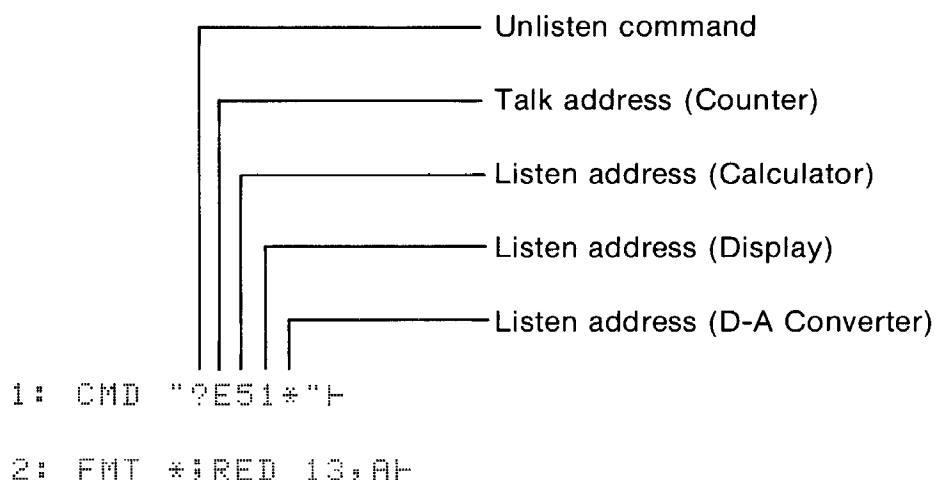 Unlisten command
Talk address (Counter)
Listen address (Calculator)
Listen address (Display)
Listen address (D-A Converter)
1: CMD "?E51*"⊢
2: FMT *;RED 13,A⊢